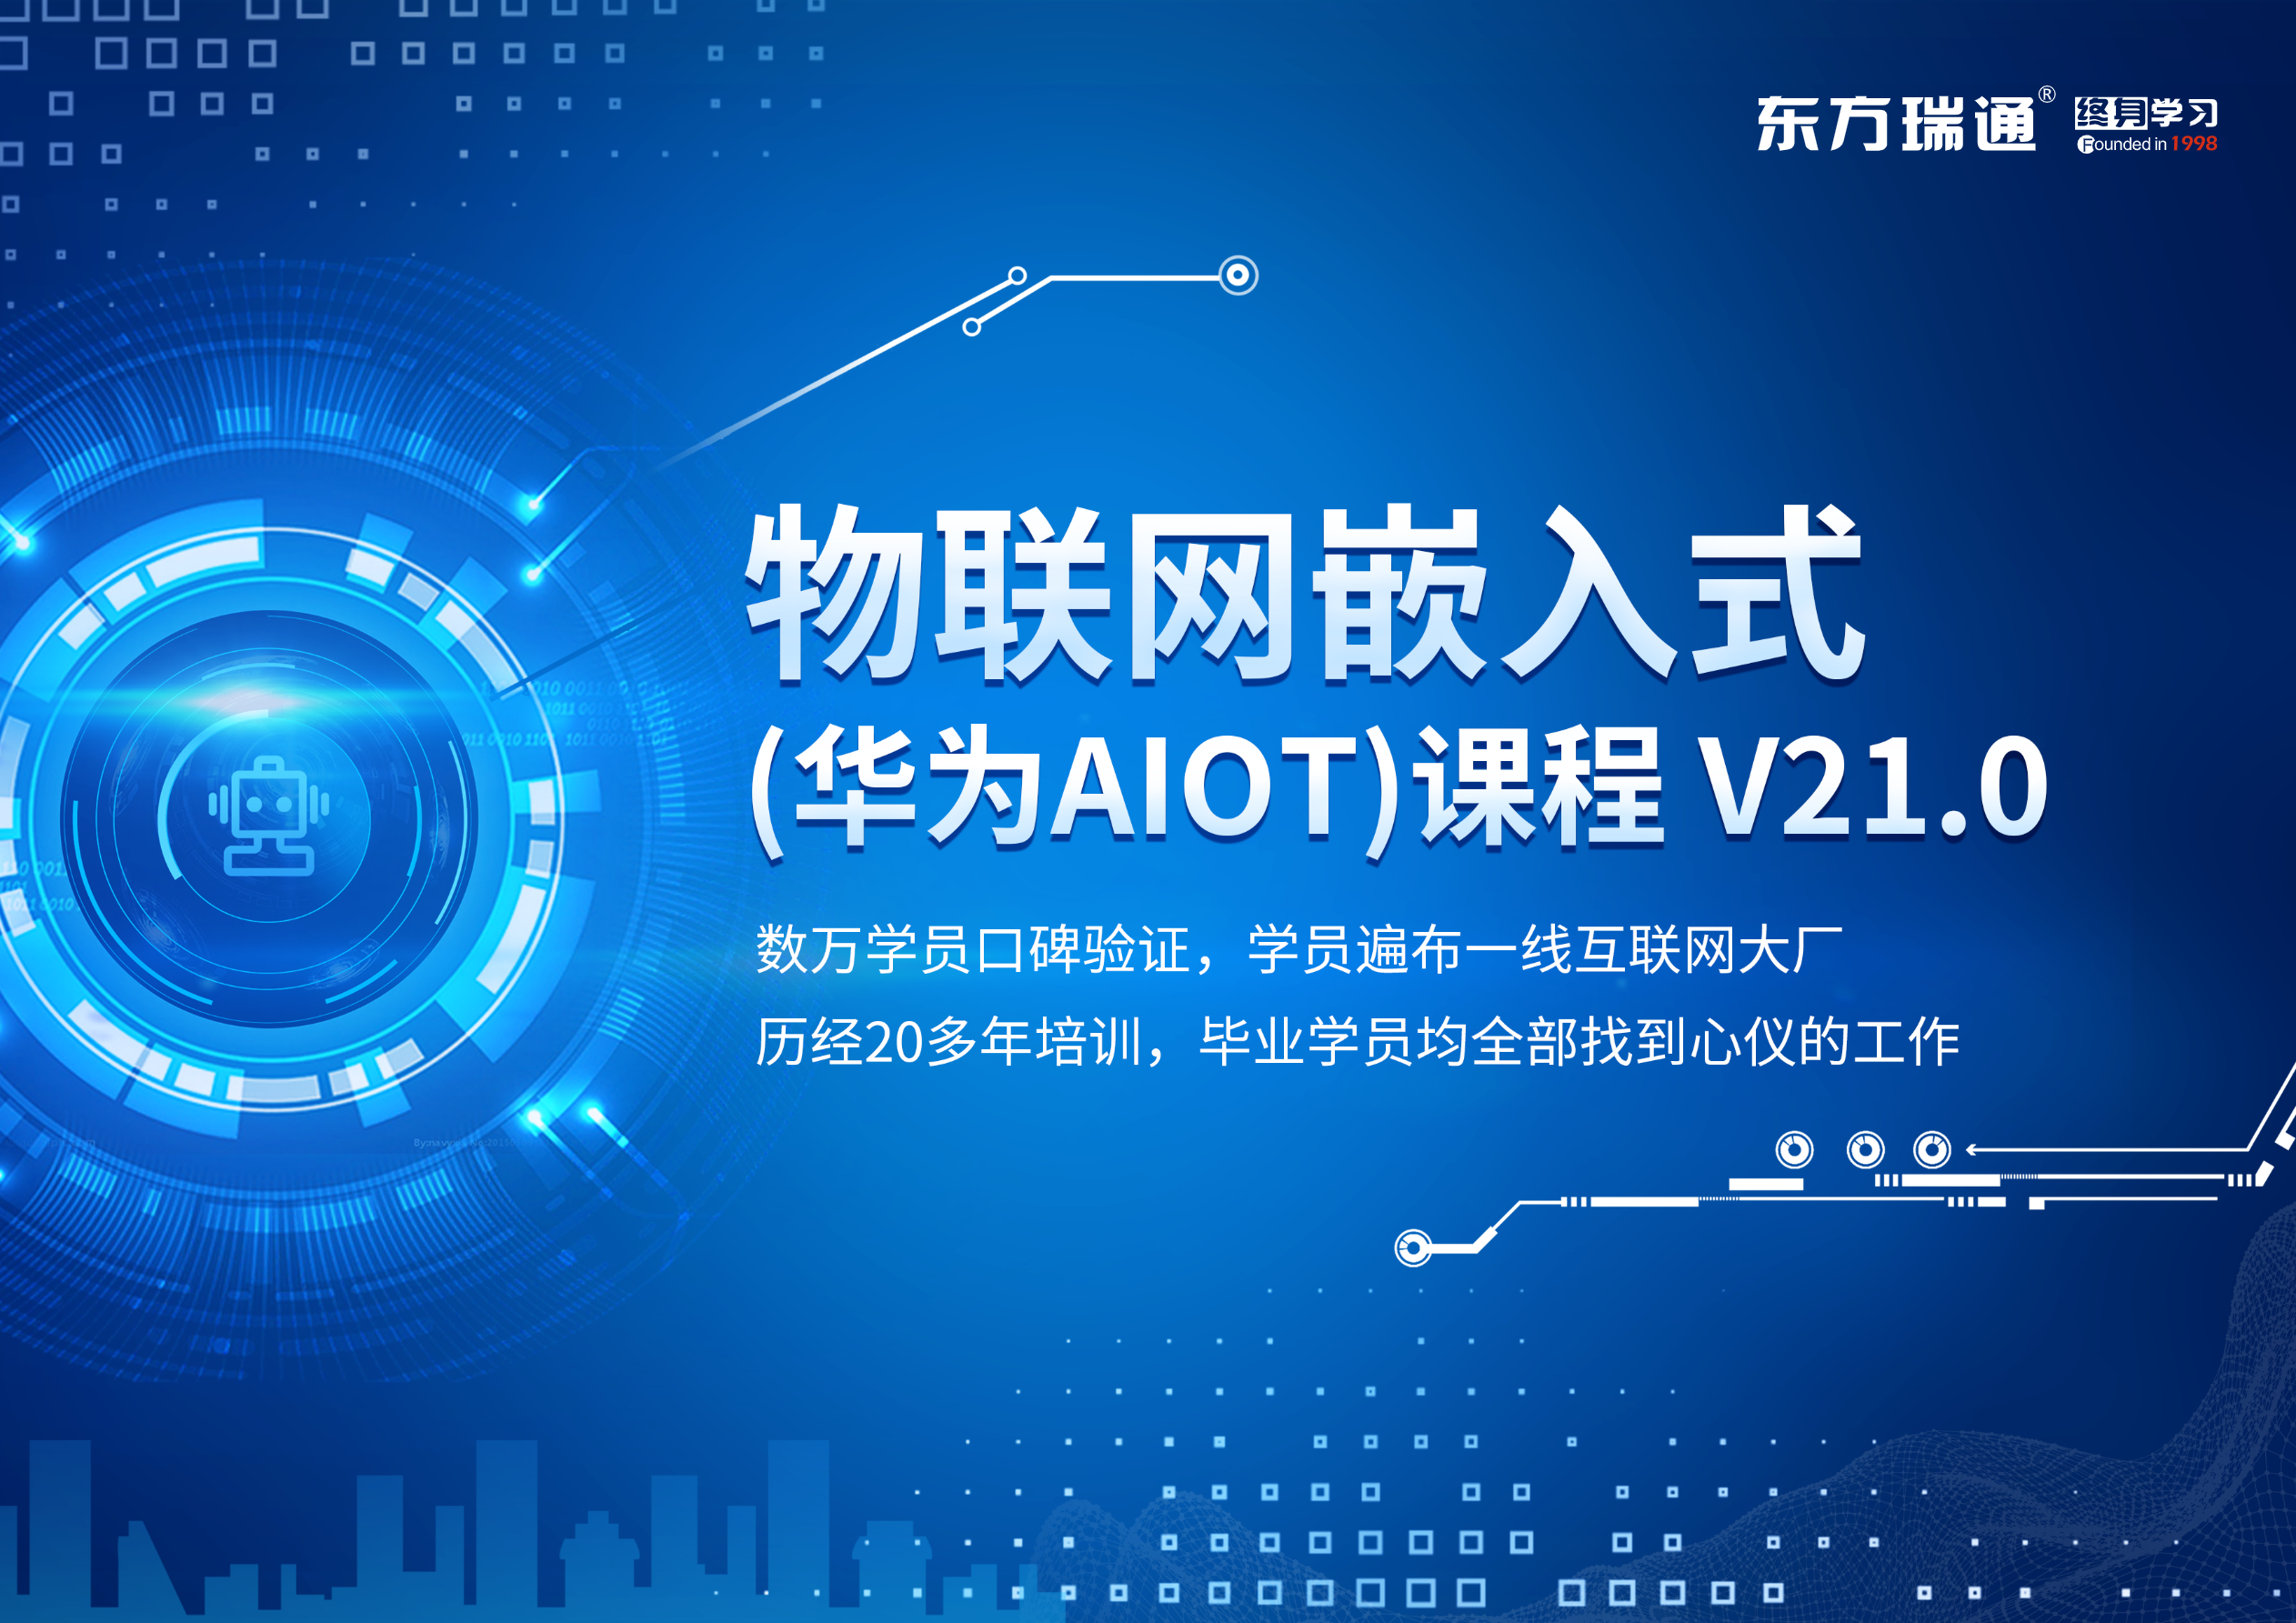 东方瑞通® 终身学习
Founded in 1998
物联网嵌入式
(华为AIOT)课程 V21.0
数万学员口碑验证，学员遍布一线互联网大厂
历经20多年培训，毕业学员均全部找到心仪的工作